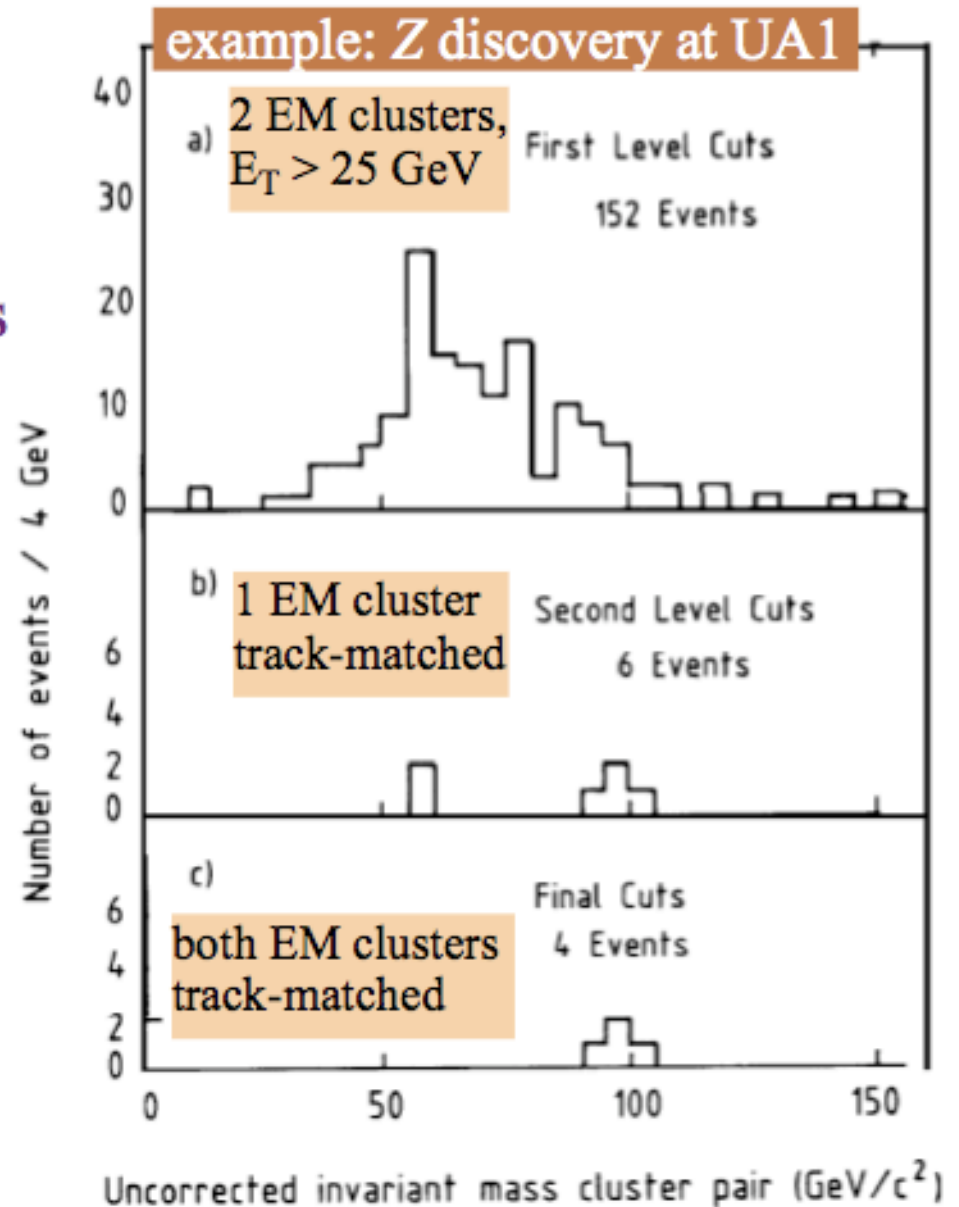 example: Z discovery at UA1
40
30
20
10
0
a)
2 EM clusters,
E_T > 25 GeV
First Level Cuts
152 Events
Number of events / 4 GeV
b)
1 EM cluster
track-matched
Second Level Cuts
6 Events
6
4
2
0
c)
both EM clusters
track-matched
Final Cuts
4 Events
6
4
2
0
0 50 100 150
Uncorrected invariant mass cluster pair (GeV/c²)
s